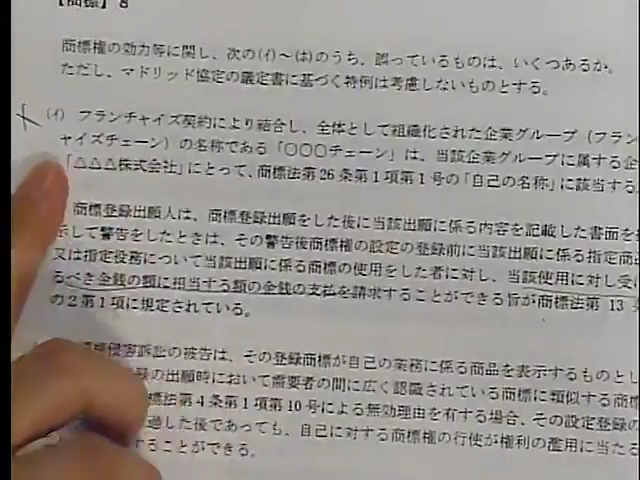 【商標】8
商標権の効力等に関し、次の(イ)~(ハ)のうち、誤っているものは、いくつあるか。
ただし、マドリッド協定の議定書に基づく特例は考慮しないものとする。
(イ) フランチャイズ契約により結合し、全体として組織化された企業グループ(フラン
ャイズチェーン)の名称である「○○○チェーン」は、当該企業グループに属する企
「△△△株式会社」にとって、商標法第26条第1項第1号の「自己の名称」に該当する
商標登録出願人は、商標登録出願をした後に当該出願に係る内容を記載した書面を
示して警告をしたときは、その警告後商標権の設定の登録前に当該出願に係る指定商
又は指定役務について当該出願に係る商標の使用をした者に対し、当該使用に対し受
るべき金銭の額に相当する額の金銭の支払を請求することができる旨が商標法第13
の2第1項に規定されている。
侵害訴訟の被告は、その登録商標が自己の業務に係る商品を表示するものとし
の出願時において需要者の間に広く認識されている商標に類似する商
法第4条第1項第10号による無効理由を有する場合、その設定登録の
過した後であっても、自己に対する商標権の行使が権利の濫用に当た
することができる。